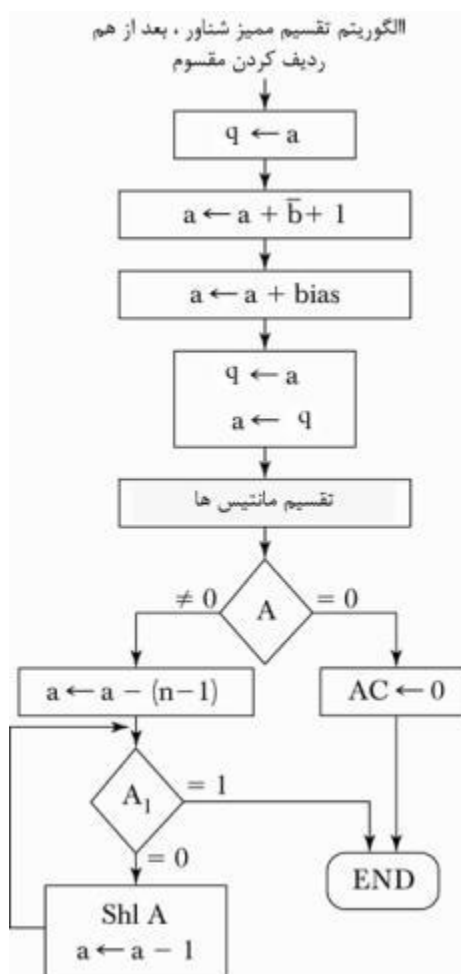 االگوریتم تقسیم ممیز شناور ، بعد از هم
ردیف کردن مقسوم
q ← a
a ← a + b̅ + 1
a ← a + bias
q ← a
a ← q
تقسیم مانتیس ها
≠ 0
A
= 0
a ← a − (n−1)
AC ← 0
A₁
= 1
= 0
END
Shl A
a ← a − 1